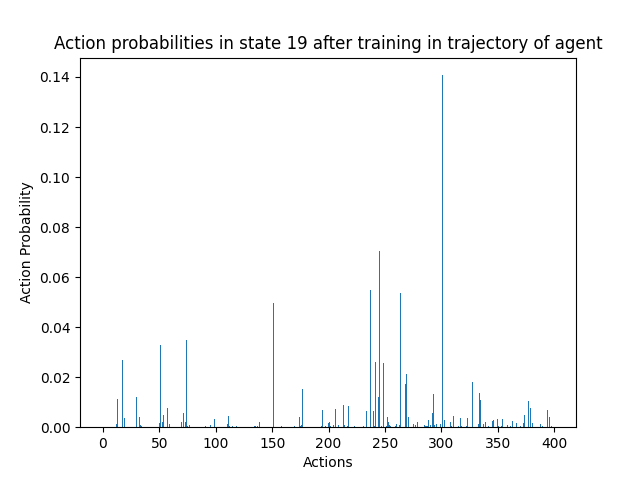 Action probabilities in state 19 after training in trajectory of agent
0.14
0.12
0.10
0.08
0.06
0.04
0.02
0.00
Action Probability
0 50 100 150 200 250 300 350 400
Actions